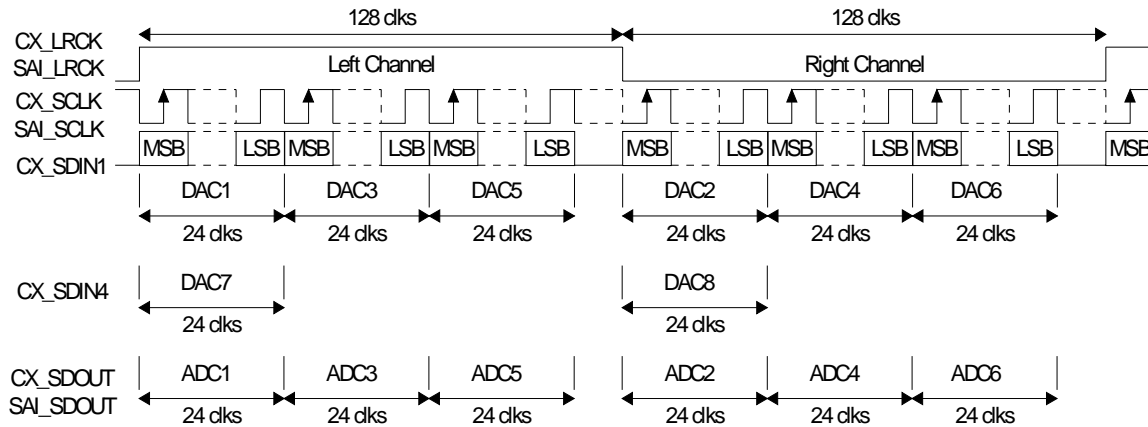 128 clks 128 clks
CX_LRCK
SAI_LRCK Left Channel Right Channel
CX_SCLK
SAI_SCLK
MSB LSB MSB LSB MSB LSB MSB LSB MSB LSB MSB LSB MSB
CX_SDIN1
DAC1 DAC3 DAC5 DAC2 DAC4 DAC6
24 clks 24 clks 24 clks 24 clks 24 clks 24 clks
DAC7 DAC8
CX_SDIN4
24 clks 24 clks
ADC1 ADC3 ADC5 ADC2 ADC4 ADC6
CX_SDOUT
SAI_SDOUT
24 clks 24 clks 24 clks 24 clks 24 clks 24 clks